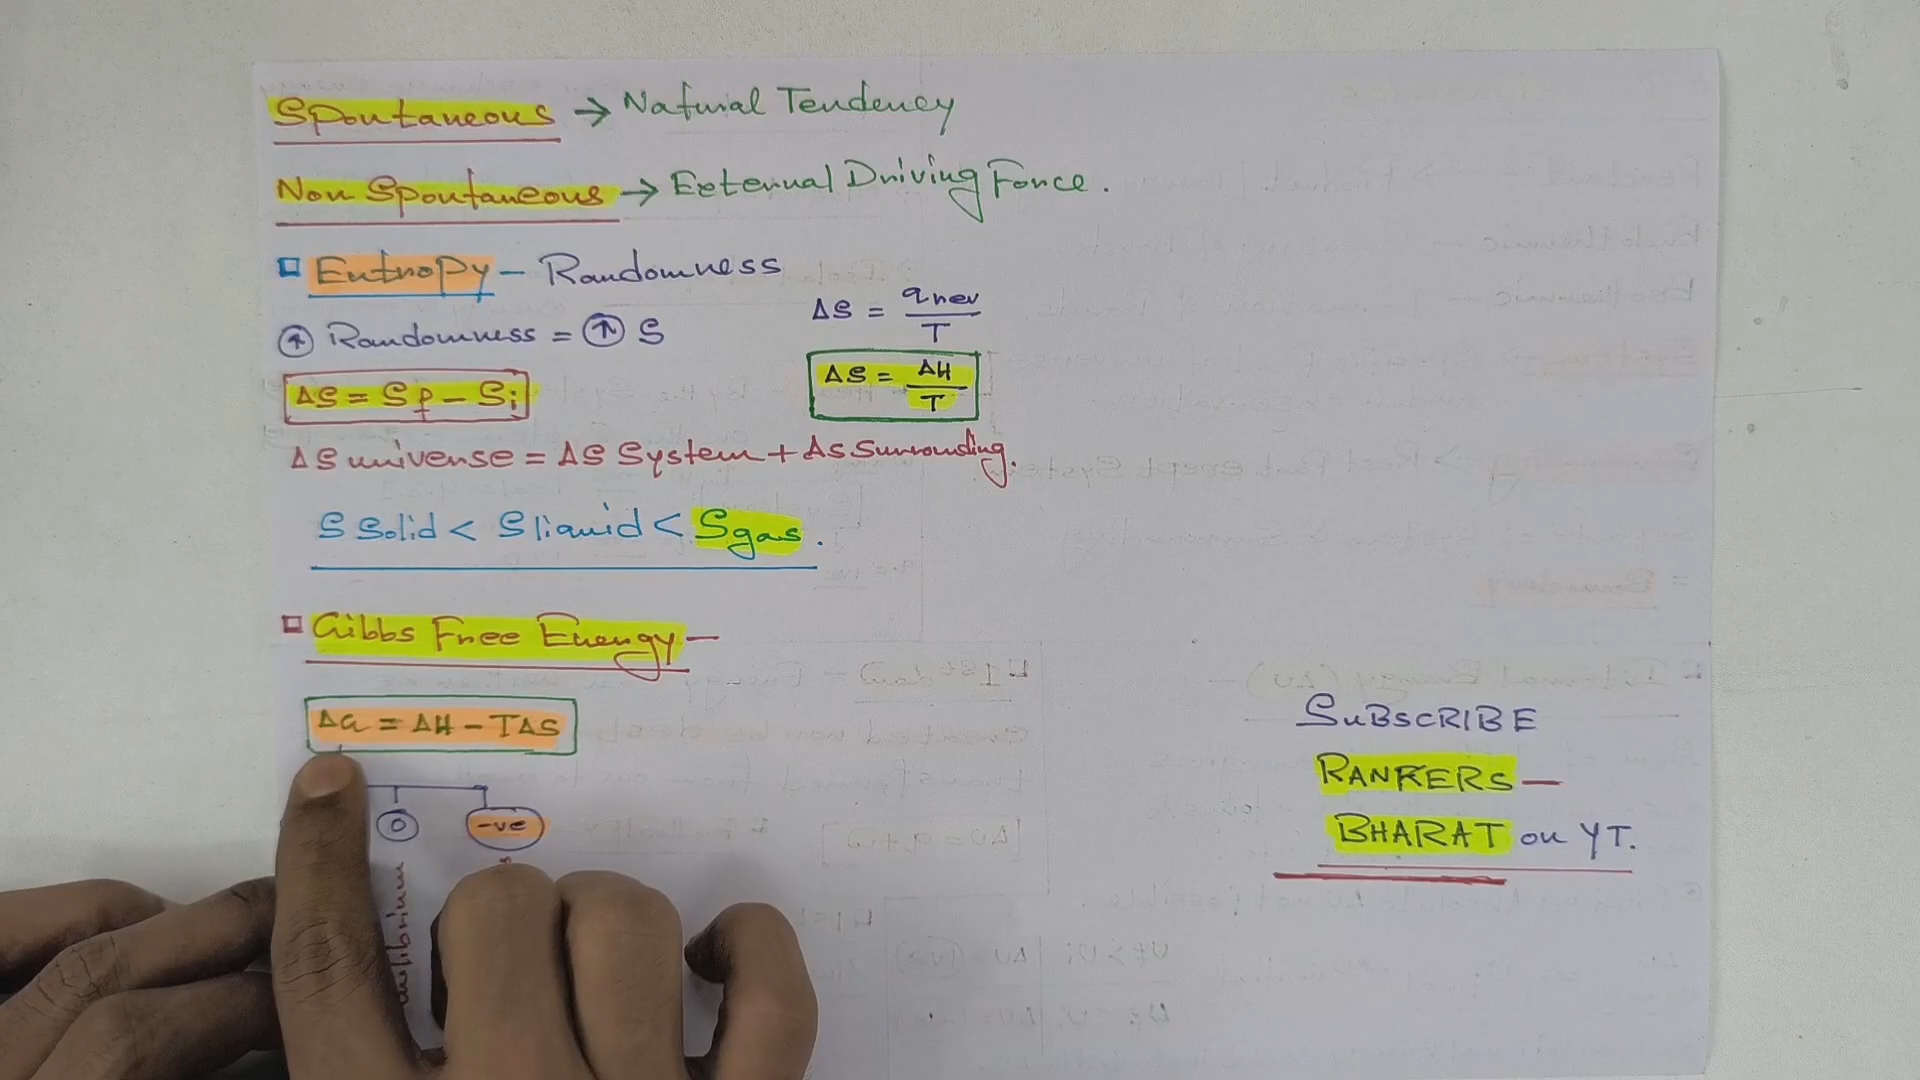 Spontaneous → Natural Tendency
Non Spontaneous → External Driving Force.
Entropy - Randomness
↑ Randomness = ↑ S
ΔS = qrev / T
ΔS = Sf - Si
ΔS = ΔH / T
ΔS universe = ΔS System + ΔS Surrounding.
S Solid < S liquid < S gas.
Gibbs Free Energy -
ΔG = ΔH - TΔS
0
-ve
SUBSCRIBE
RANKERS -
BHARAT on YT.